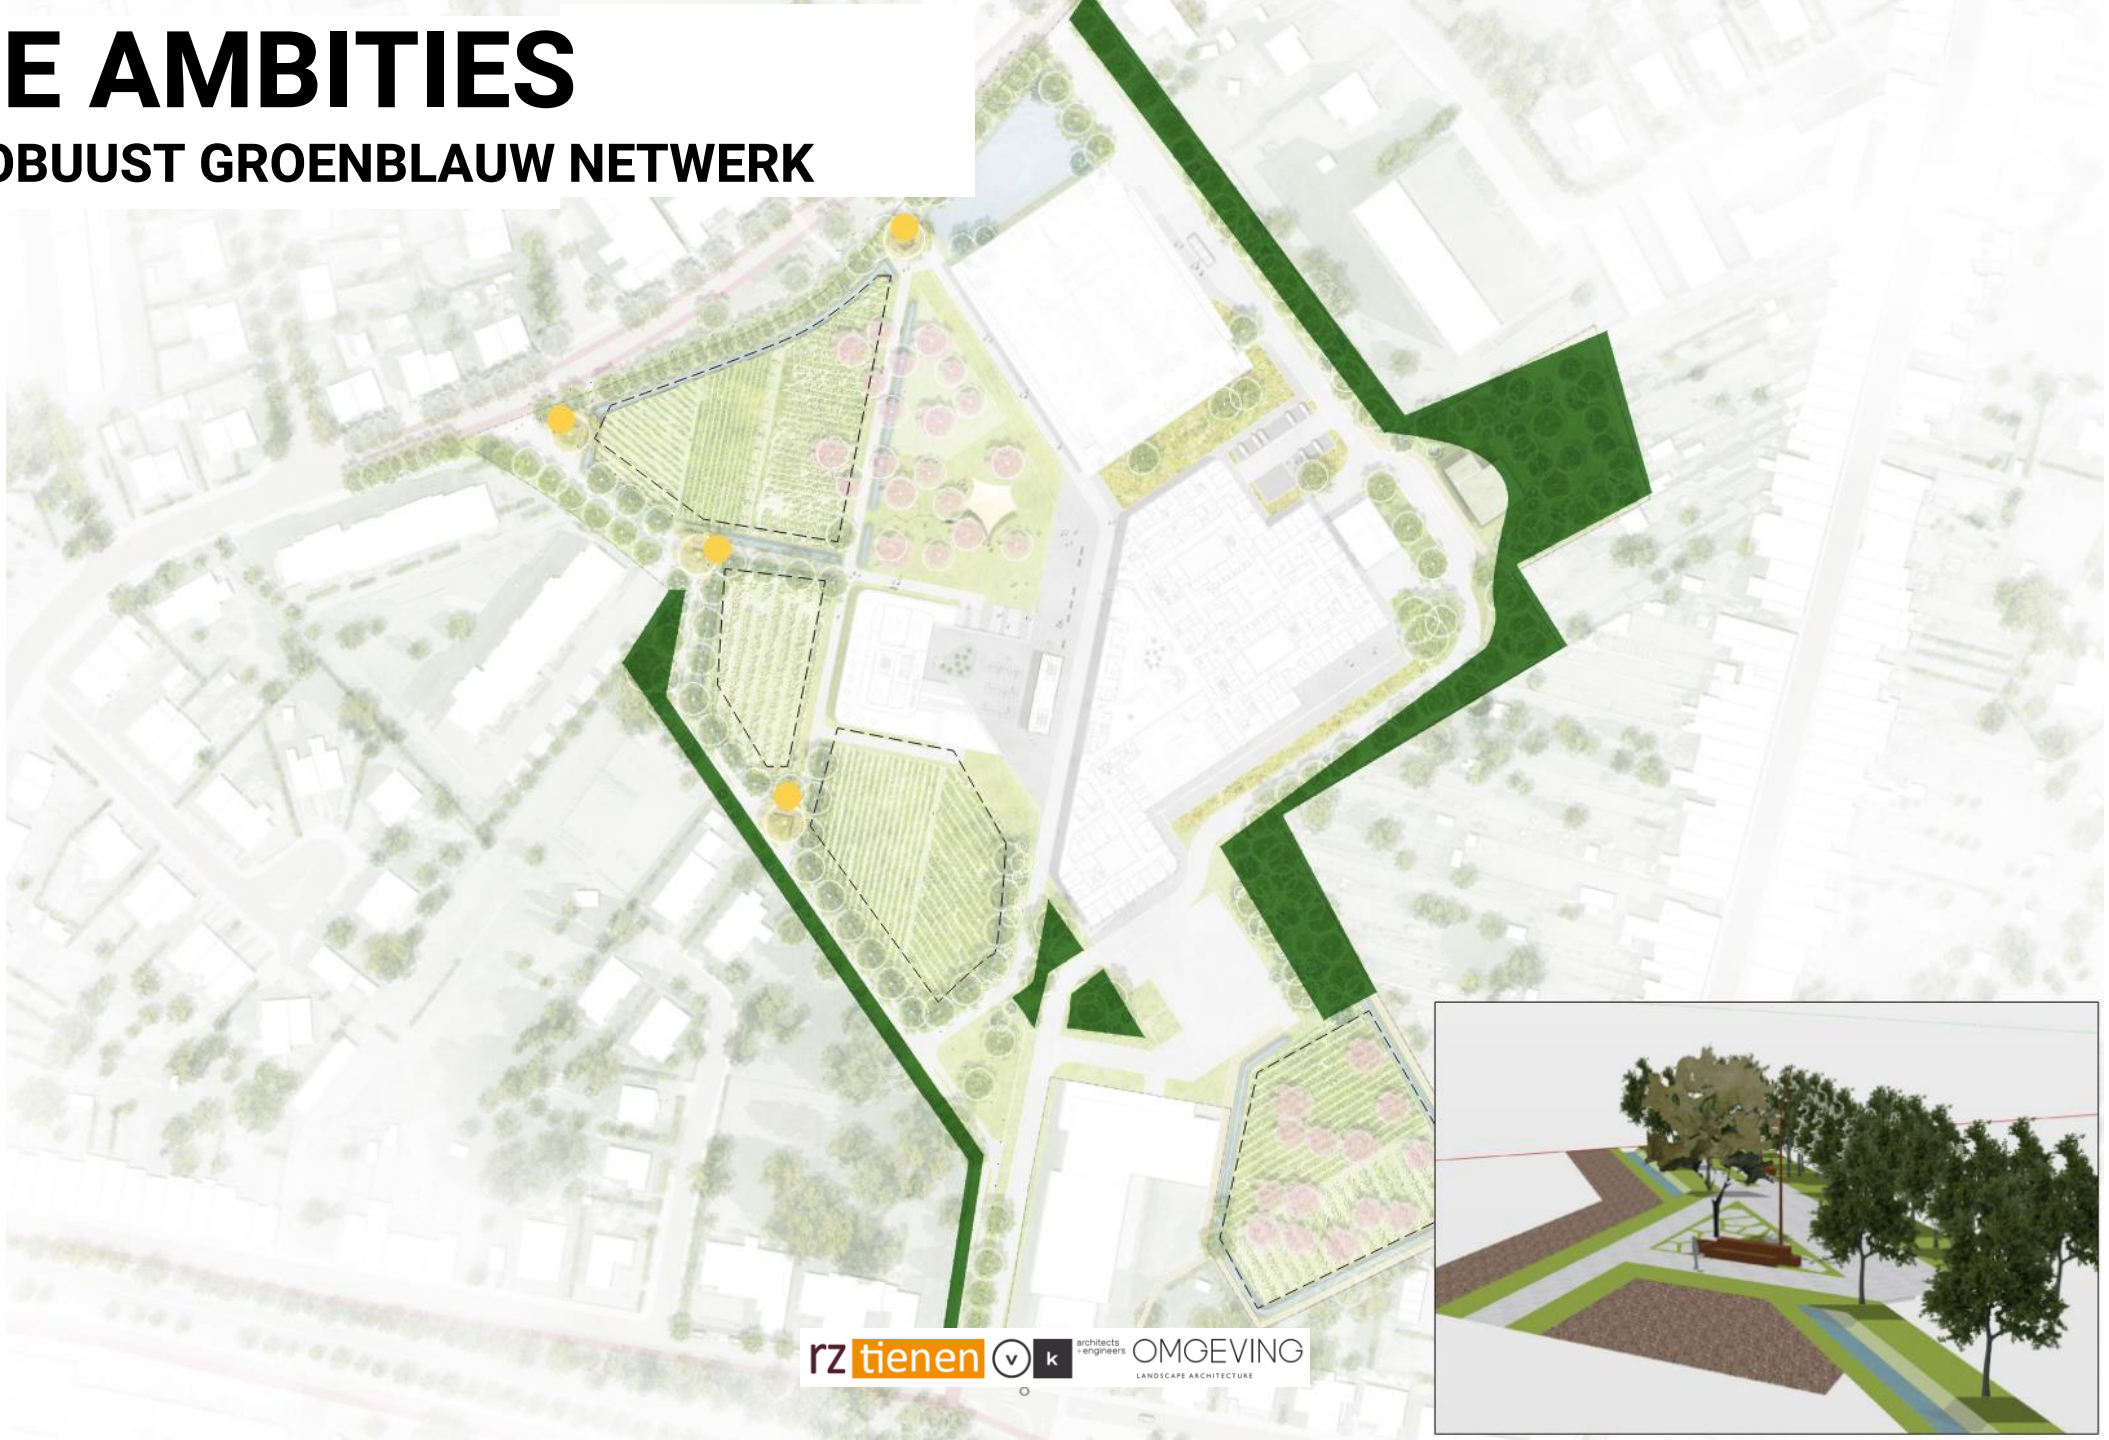 E AMBITIES
OBUUST GROENBLAUW NETWERK
rz tienen v k architects
+engineers OMGEVING
LANDSCAPE ARCHITECTURE